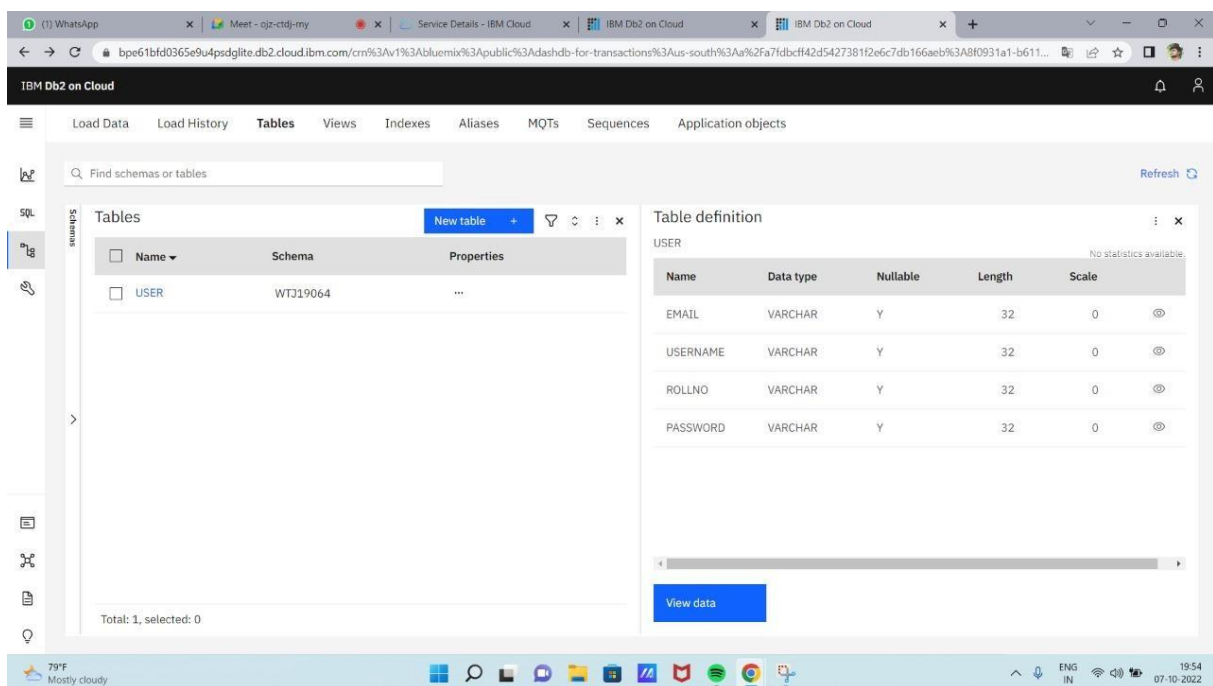 (1) WhatsApp
Meet - ojz-ctdj-rny
Service Details - IBM Cloud
IBM Db2 on Cloud
IBM Db2 on Cloud
bpe61bfd0365e9u4psdglite.db2.cloud.ibm.com/crn%3Av1%3Abluemix%3Apublic%3Adashdb-for-transactions%3Aus-south%3Aa%2Fa7fdbcff42d5427381f2e6c7db166aeb%3A8f0931a1-b611...
IBM Db2 on Cloud
Load Data Load History Tables Views Indexes Aliases MQTs Sequences Application objects
Find schemas or tables
Refresh
SQL
Schemas
Tables
New table +
Name Schema Properties
USER WTJ19064 ...
Total: 1, selected: 0
Table definition
USER
No statistics available.
Name Data type Nullable Length Scale
EMAIL VARCHAR Y 32 0
USERNAME VARCHAR Y 32 0
ROLLNO VARCHAR Y 32 0
PASSWORD VARCHAR Y 32 0
View data
79°F
Mostly cloudy
ENG
IN
19:54
07-10-2022